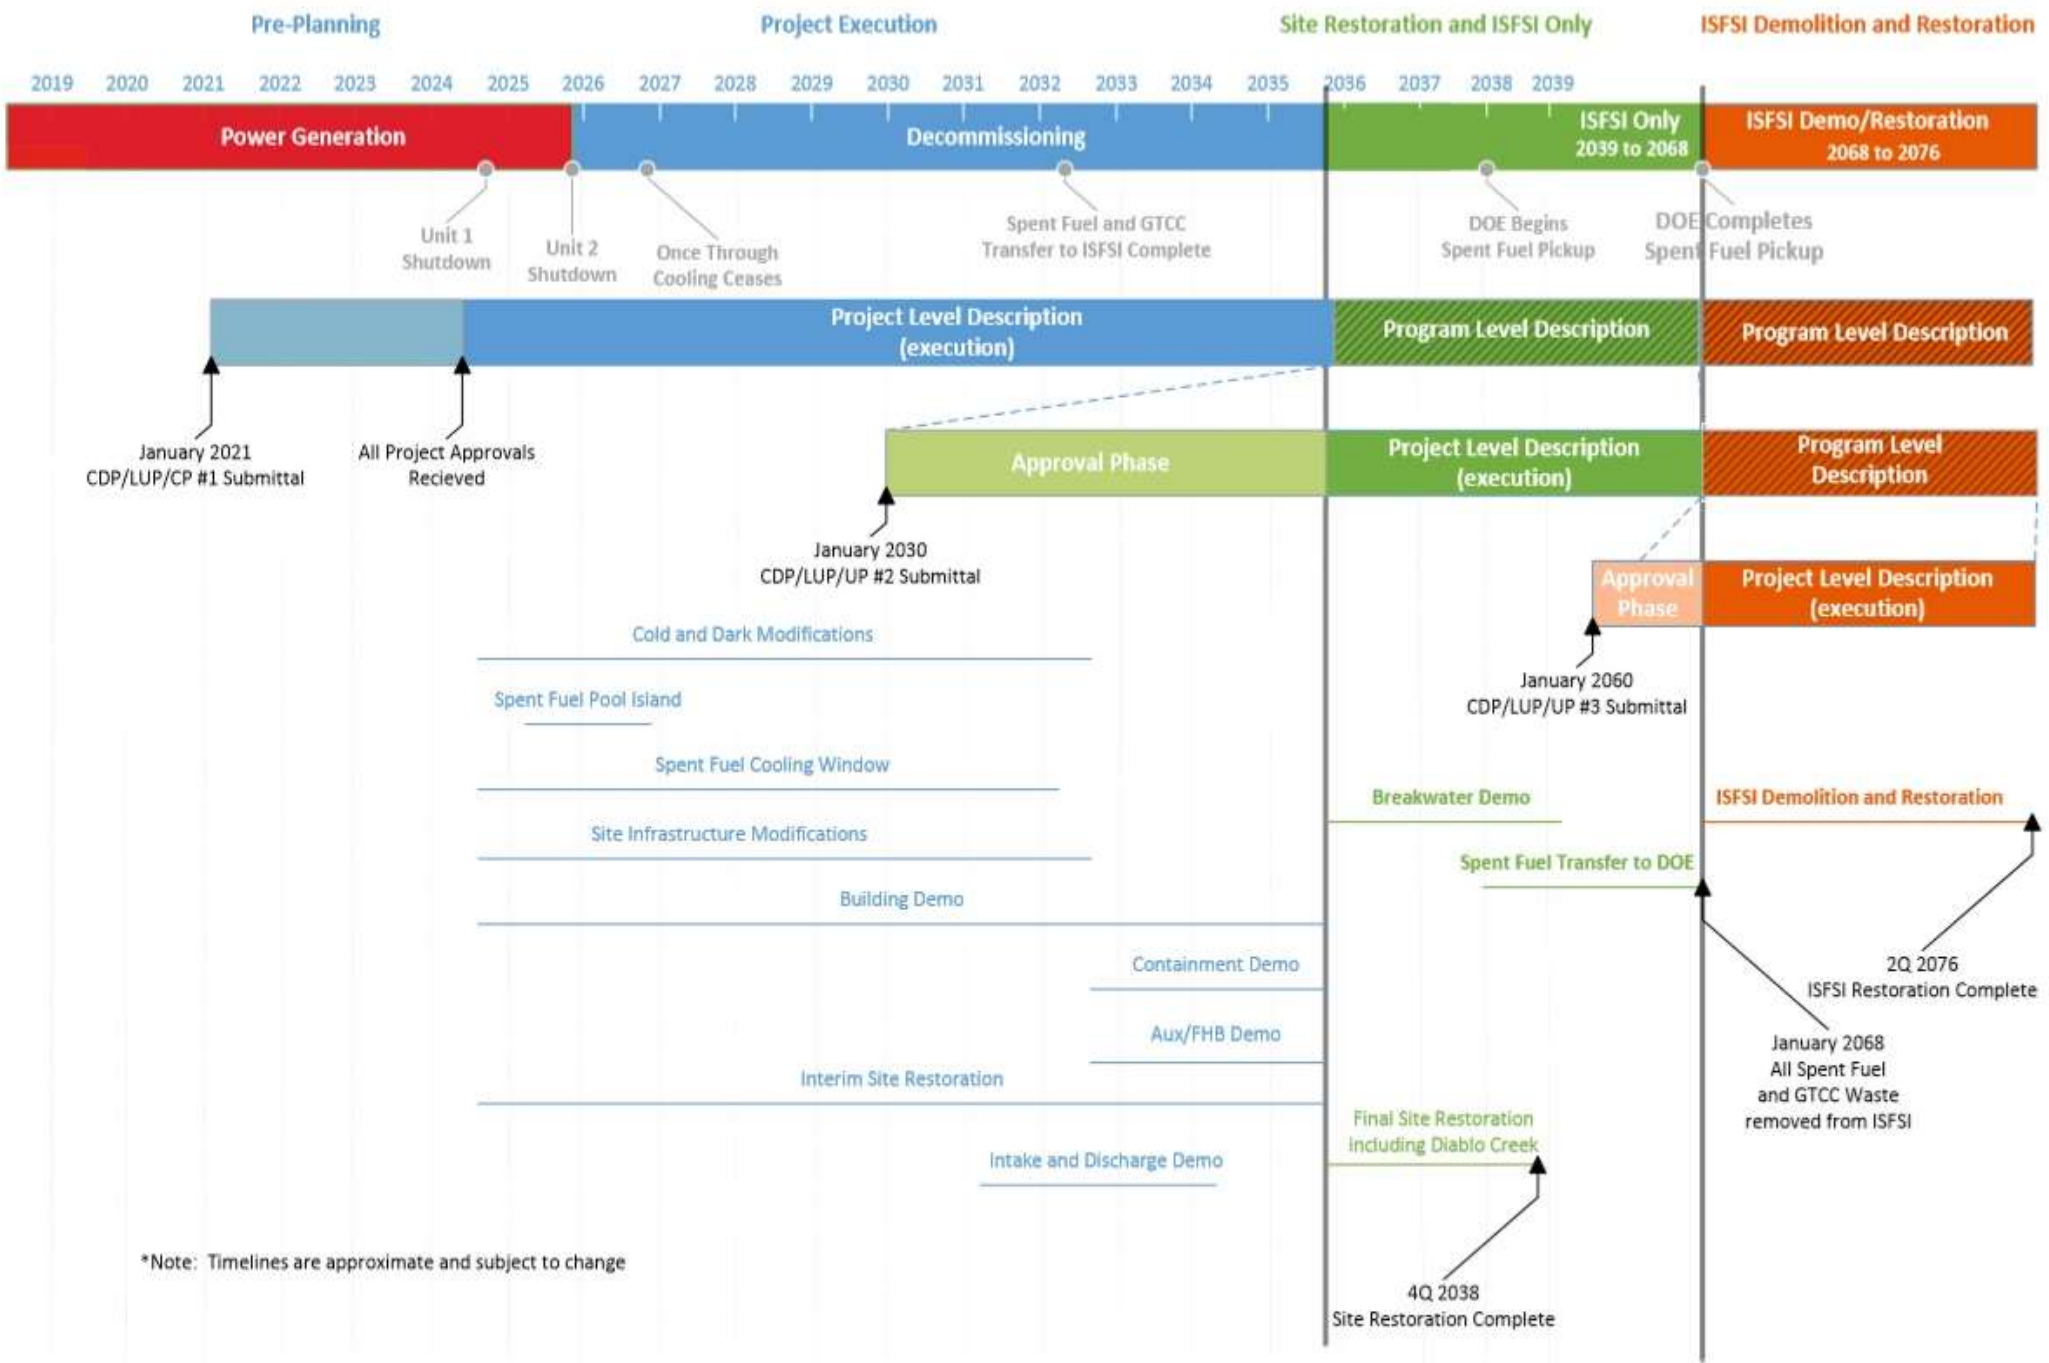 Pre-Planning
Project Execution
Site Restoration and ISFSI Only
ISFSI Demolition and Restoration
2019 2020 2021 2022 2023 2024 2025 2026 2027 2028 2029 2030 2031 2032 2033 2034 2035 2036 2037 2038 2039
Power Generation
Decommissioning
ISFSI Only
2039 to 2068
ISFSI Demo/Restoration
2068 to 2076
Unit 1
Shutdown
Unit 2
Shutdown
Once Through
Cooling Ceases
Spent Fuel and GTCC
Transfer to ISFSI Complete
DOE Begins
Spent Fuel Pickup
DOE Completes
Spent Fuel Pickup
Project Level Description
(execution)
Program Level Description
Program Level Description
January 2021
CDP/LUP/CP #1 Submittal
All Project Approvals
Recieved
Approval Phase
Project Level Description
(execution)
Program Level
Description
January 2030
CDP/LUP/UP #2 Submittal
Approval
Phase
Project Level Description
(execution)
January 2060
CDP/LUP/UP #3 Submittal
Cold and Dark Modifications
Spent Fuel Pool Island
Spent Fuel Cooling Window
Site Infrastructure Modifications
Building Demo
Containment Demo
Aux/FHB Demo
Interim Site Restoration
Intake and Discharge Demo
Breakwater Demo
Spent Fuel Transfer to DOE
ISFSI Demolition and Restoration
2Q 2076
ISFSI Restoration Complete
January 2068
All Spent Fuel
and GTCC Waste
removed from ISFSI
Final Site Restoration
including Diablo Creek
4Q 2038
Site Restoration Complete
*Note: Timelines are approximate and subject to change